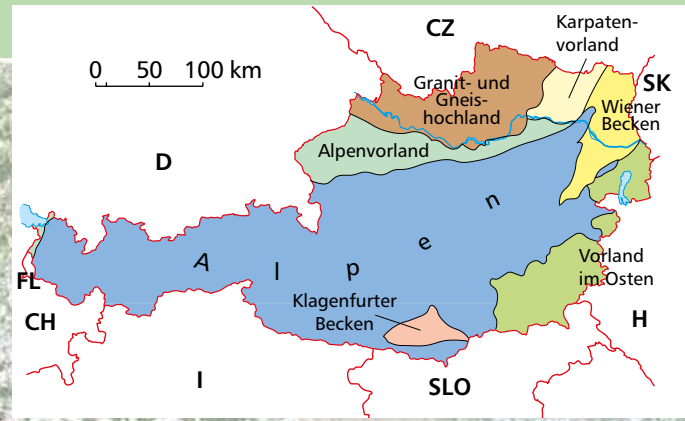 CZ
Karpaten-
vorland
0 50 100 km
Granit- und
Gneis-
hochland
SK
Wiener
Becken
D
Alpenvorland
Alpen
Vorland
im Osten
FL
CH
Klagenfurter
Becken
H
I
SLO